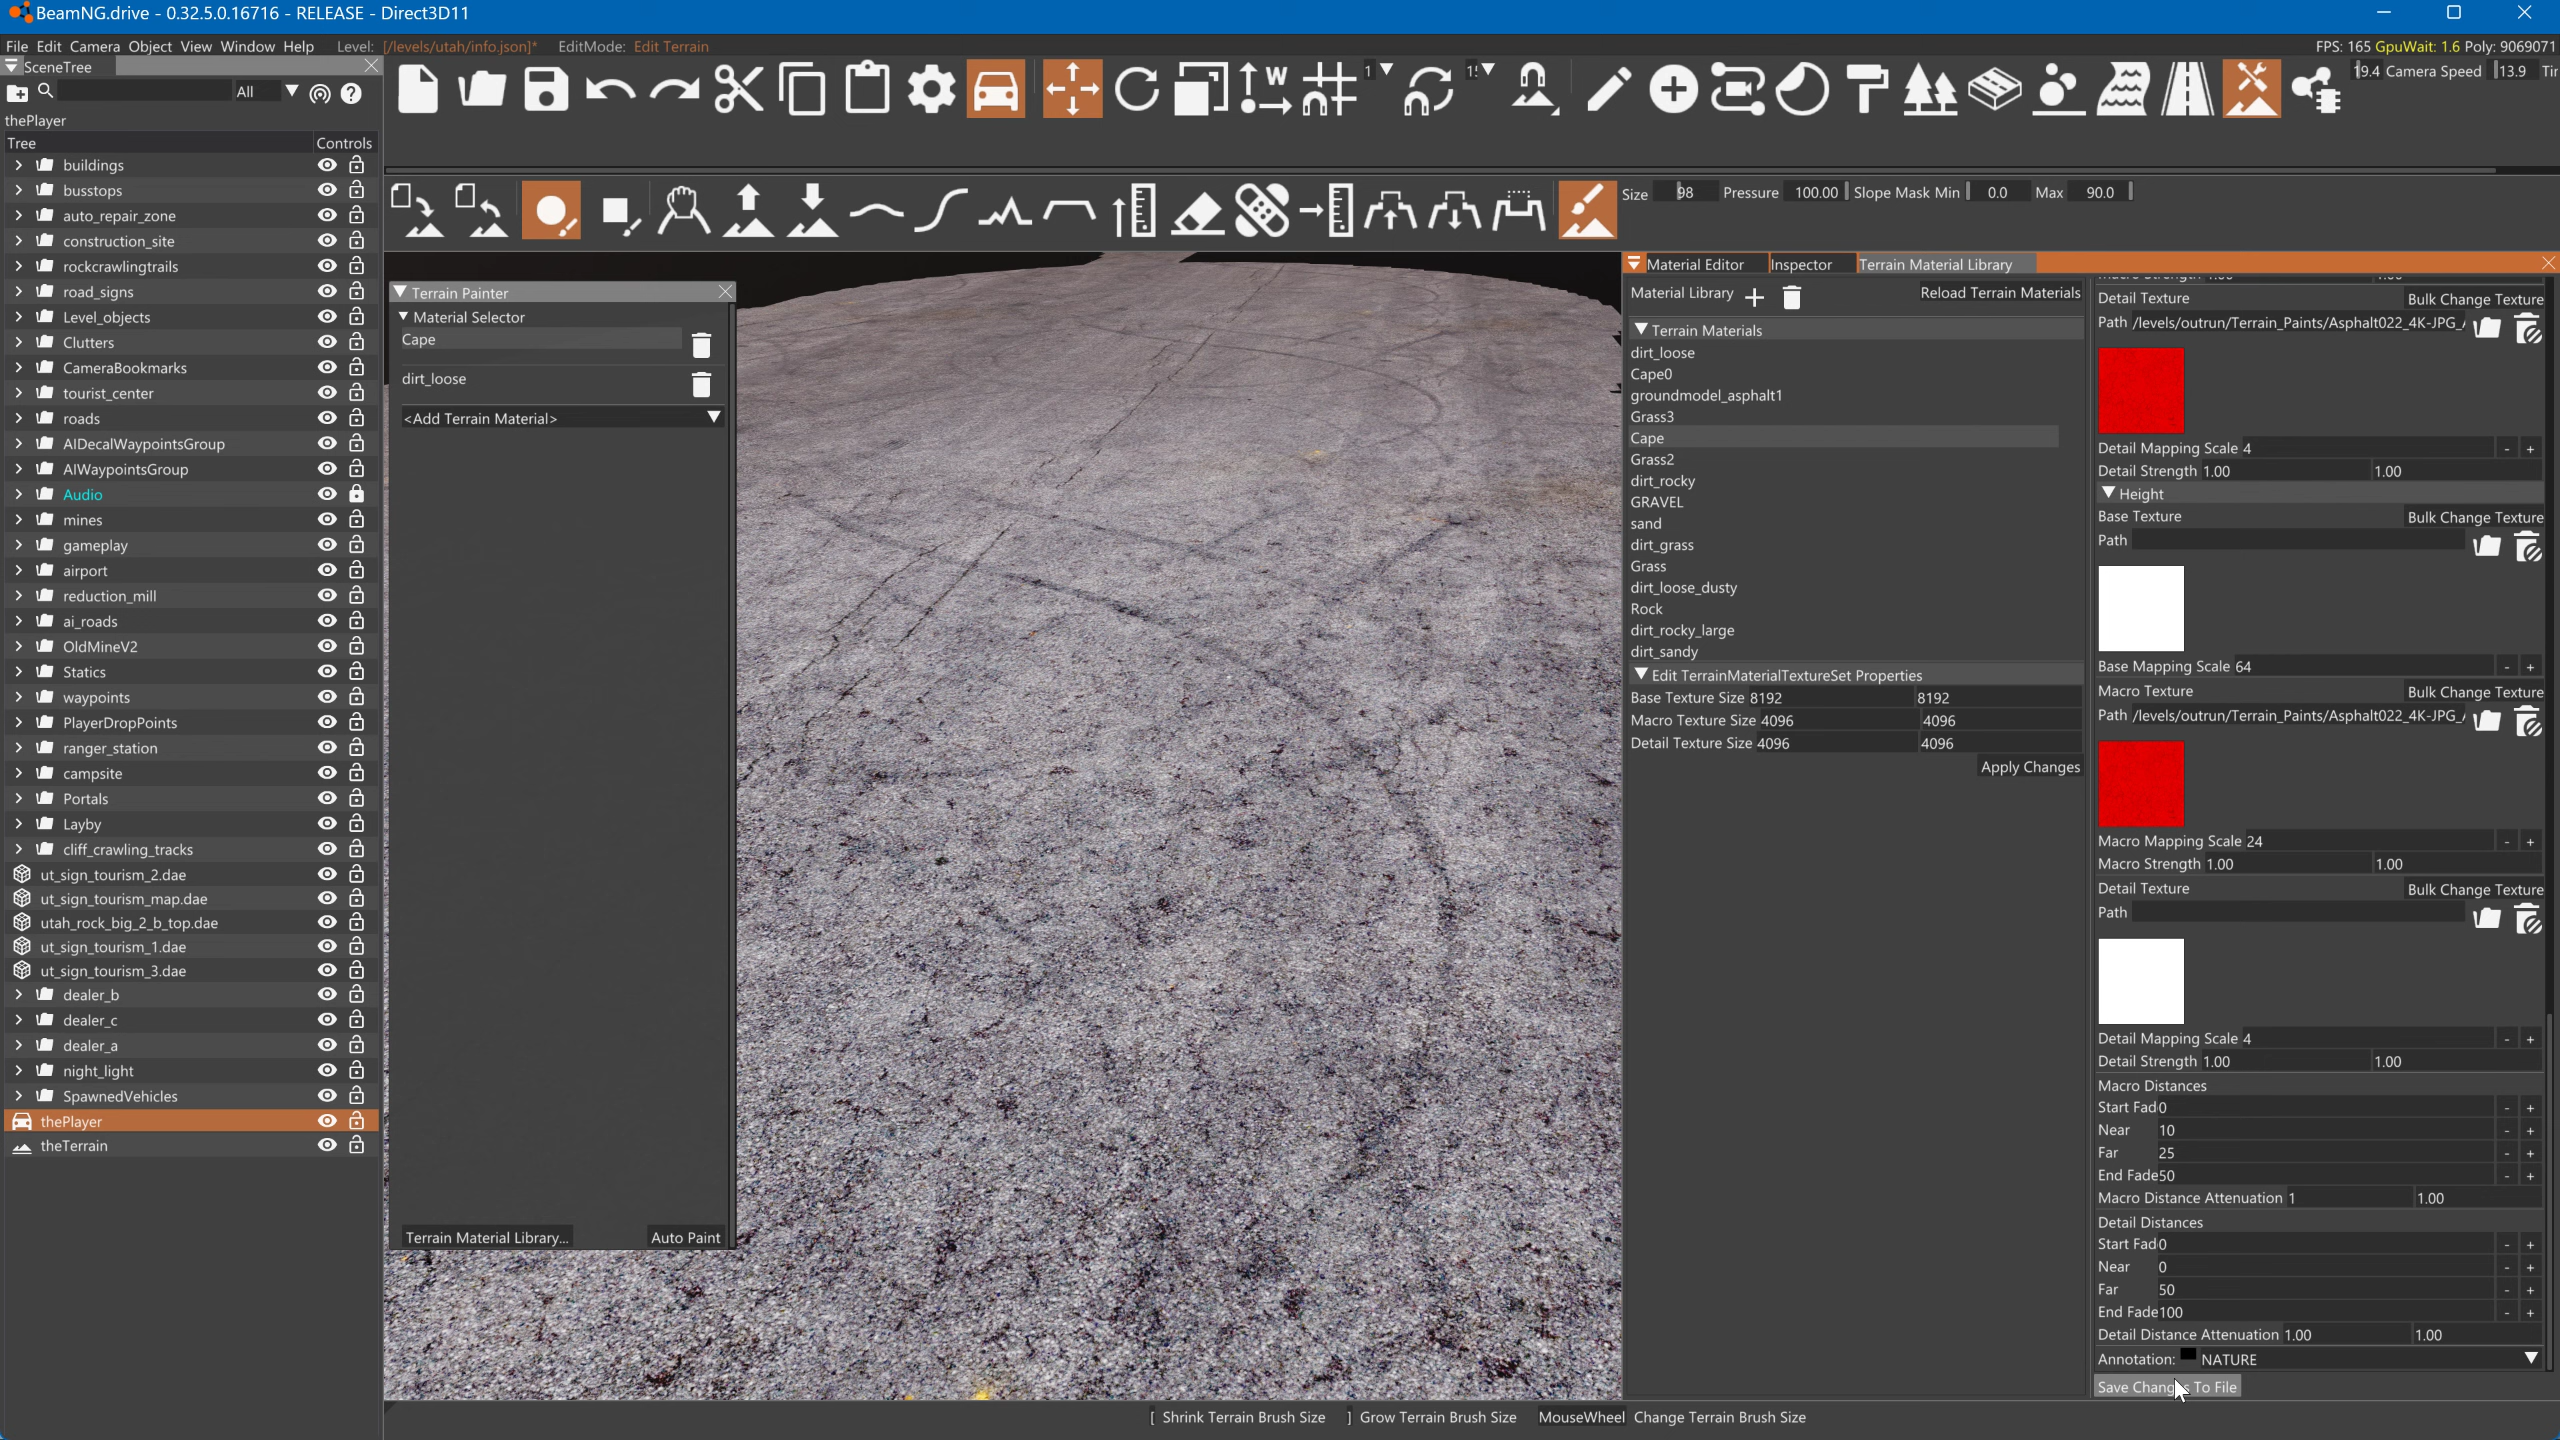 BeamNG.drive - 0.32.5.0.16716 - RELEASE - Direct3D11
File Edit Camera Object View Window Help Level: [/levels/utah/info.json]* EditMode: Edit Terrain
FPS: 165 GpuWait: 1.6 Poly: 9069071
SceneTree
All
19.4 Camera Speed 13.9
thePlayer
Tree Controls
buildings
busstops
auto_repair_zone
construction_site
rockcrawlingtrails
road_signs
Level_objects
Clutters
CameraBookmarks
tourist_center
roads
AIDecalWaypointsGroup
AIWaypointsGroup
Audio
mines
gameplay
airport
reduction_mill
ai_roads
OldMineV2
Statics
waypoints
PlayerDropPoints
ranger_station
campsite
Portals
Layby
cliff_crawling_tracks
ut_sign_tourism_2.dae
ut_sign_tourism_map.dae
utah_rock_big_2_b_top.dae
ut_sign_tourism_1.dae
ut_sign_tourism_3.dae
dealer_b
dealer_c
dealer_a
night_light
SpawnedVehicles
thePlayer
theTerrain
W
Size 98 Pressure 100.00 Slope Mask Min 0.0 Max 90.0
Terrain Painter
Material Selector
Cape
dirt_loose
<Add Terrain Material>
Terrain Material Library... Auto Paint
Material Editor Inspector Terrain Material Library
Material Library Reload Terrain Materials
Terrain Materials
dirt_loose
Cape0
groundmodel_asphalt1
Grass3
Cape
Grass2
dirt_rocky
GRAVEL
sand
dirt_grass
Grass
dirt_loose_dusty
Rock
dirt_rocky_large
dirt_sandy
Edit TerrainMaterialTextureSet Properties
Base Texture Size 8192 8192
Macro Texture Size 4096 4096
Detail Texture Size 4096 4096
Apply Changes
Detail Texture Bulk Change Texture
Path /levels/outrun/Terrain_Paints/Asphalt022_4K-JPG_
Detail Mapping Scale 4 - +
Detail Strength 1.00 1.00
Height
Base Texture Bulk Change Texture
Path
Base Mapping Scale 64 - +
Macro Texture Bulk Change Texture
Path /levels/outrun/Terrain_Paints/Asphalt022_4K-JPG_
Macro Mapping Scale 24 - +
Macro Strength 1.00 1.00
Detail Texture Bulk Change Texture
Path
Detail Mapping Scale 4 - +
Detail Strength 1.00 1.00
Macro Distances
Start Fad 0 - +
Near 10 - +
Far 25 - +
End Fade 50 - +
Macro Distance Attenuation 1 1.00
Detail Distances
Start Fad 0 - +
Near 0 - +
Far 50 - +
End Fade 100 - +
Detail Distance Attenuation 1.00 1.00
Annotation: NATURE
Save To File
[ Shrink Terrain Brush Size ] Grow Terrain Brush Size MouseWheel Change Terrain Brush Size